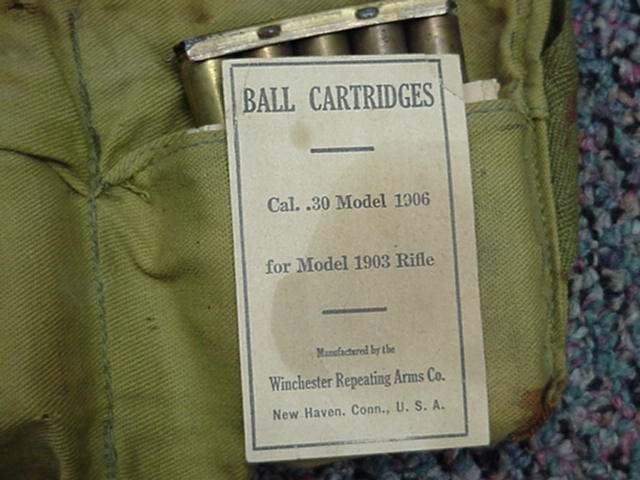 BALL CARTRIDGES
Cal. .30 Model 1906
for Model 1903 Rifle
Manufactured by the
Winchester Repeating Arms Co.
New Haven. Conn., U. S. A.